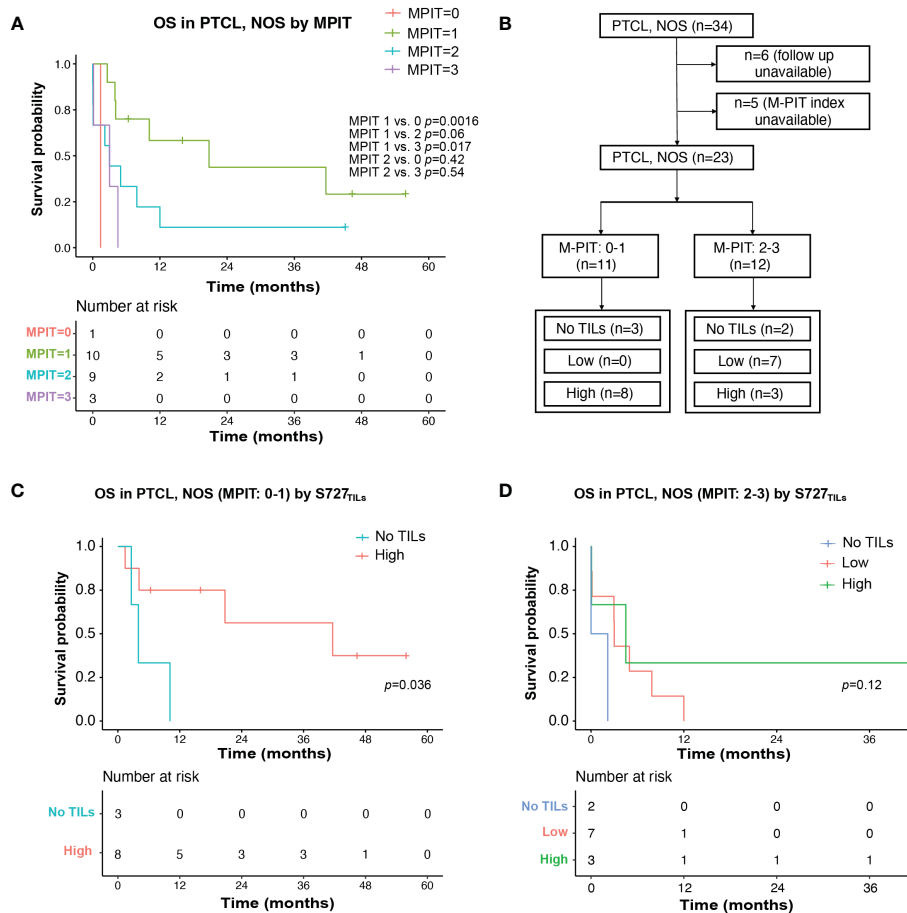 A
OS in PTCL, NOS by MPIT
MPIT=0
MPIT=1
MPIT=2
MPIT=3
Survival probability
1.0
0.8
0.5
0.2
0.0
MPIT 1 vs. 0 p=0.0016
MPIT 1 vs. 2 p=0.06
MPIT 1 vs. 3 p=0.017
MPIT 2 vs. 0 p=0.42
MPIT 2 vs. 3 p=0.54
0 12 24 36 48 60
Time (months)
Number at risk
MPIT=0 1 0 0 0 0 0
MPIT=1 10 5 3 3 1 0
MPIT=2 9 2 1 1 0 0
MPIT=3 3 0 0 0 0 0
0 12 24 36 48 60
Time (months)
B
PTCL, NOS (n=34)
n=6 (follow up
unavailable)
n=5 (M-PIT index
unavailable)
PTCL, NOS (n=23)
M-PIT: 0-1
(n=11)
M-PIT: 2-3
(n=12)
No TILs (n=3)
Low (n=0)
High (n=8)
No TILs (n=2)
Low (n=7)
High (n=3)
C
OS in PTCL, NOS (MPIT: 0-1) by S727TILs
No TILs
High
Survival probability
1.0
0.8
0.5
0.2
0.0
p=0.036
0 12 24 36 48 60
Time (months)
Number at risk
No TILs 3 0 0 0 0 0
High 8 5 3 3 1 0
0 12 24 36 48 60
Time (months)
D
OS in PTCL, NOS (MPIT: 2-3) by S727TILs
No TILs
Low
High
Survival probability
1.0
0.8
0.5
0.2
0.0
p=0.12
0 12 24 36
Time (months)
Number at risk
No TILs 2 0 0 0
Low 7 1 0 0
High 3 1 1 1
0 12 24 36
Time (months)